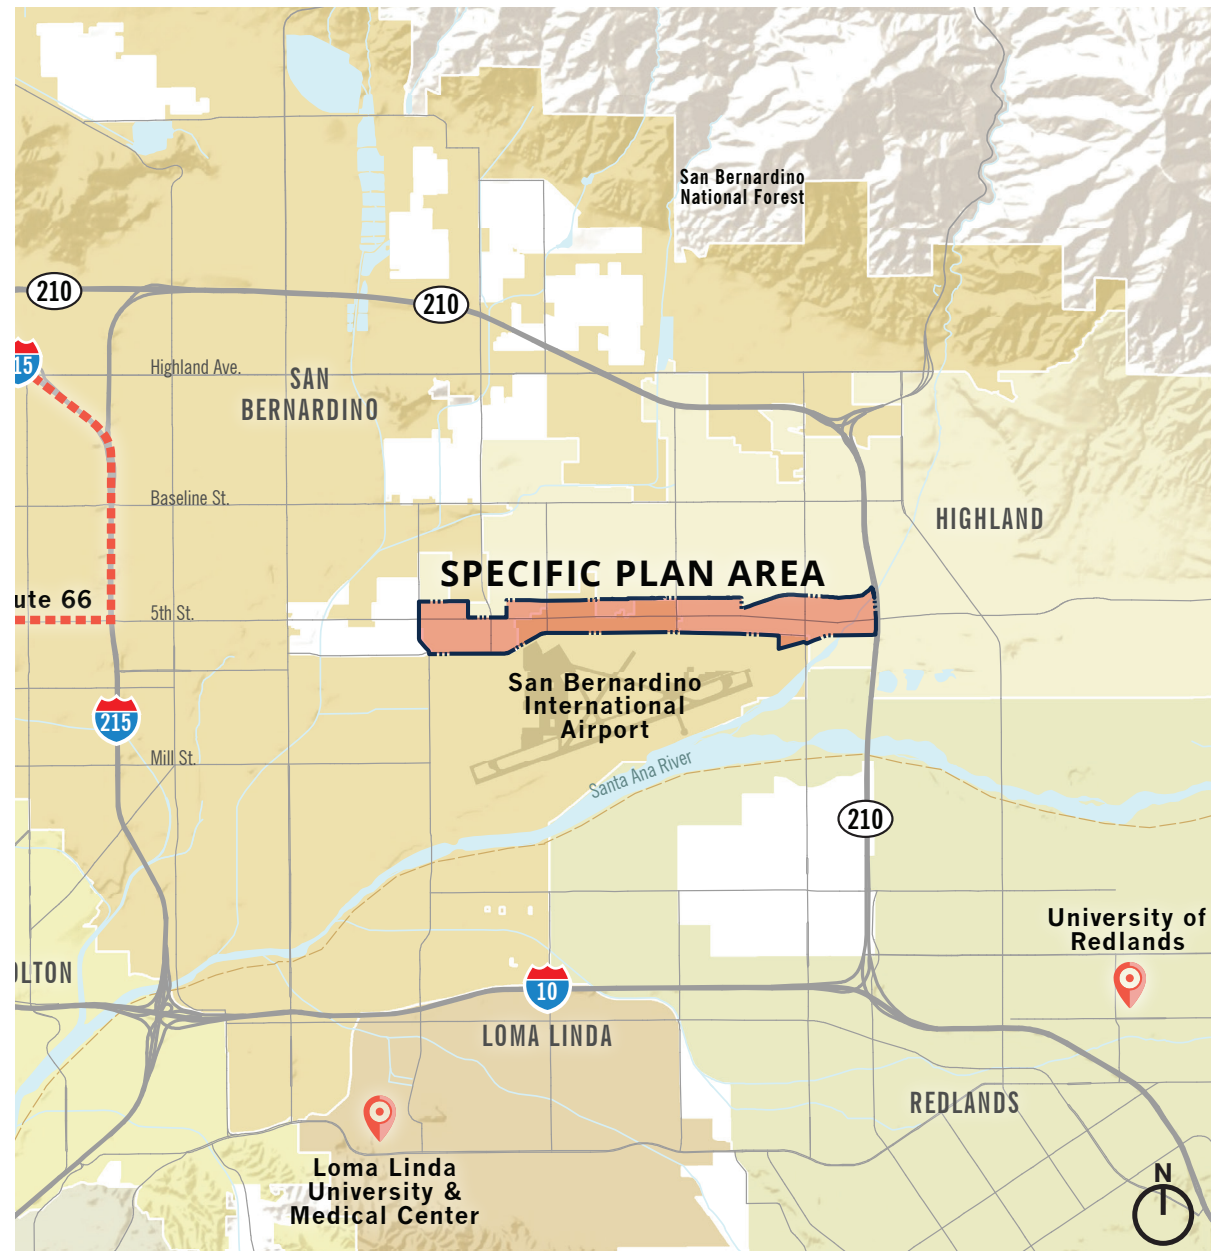 San Bernardino
National Forest
210
210
15
Highland Ave.
SAN
BERNARDINO
Baseline St.
HIGHLAND
SPECIFIC PLAN AREA
ute 66
5th St.
San Bernardino
International
Airport
215
Mill St.
Santa Ana River
210
University of
Redlands
OLTON
10
LOMA LINDA
REDLANDS
Loma Linda
University &
Medical Center
N